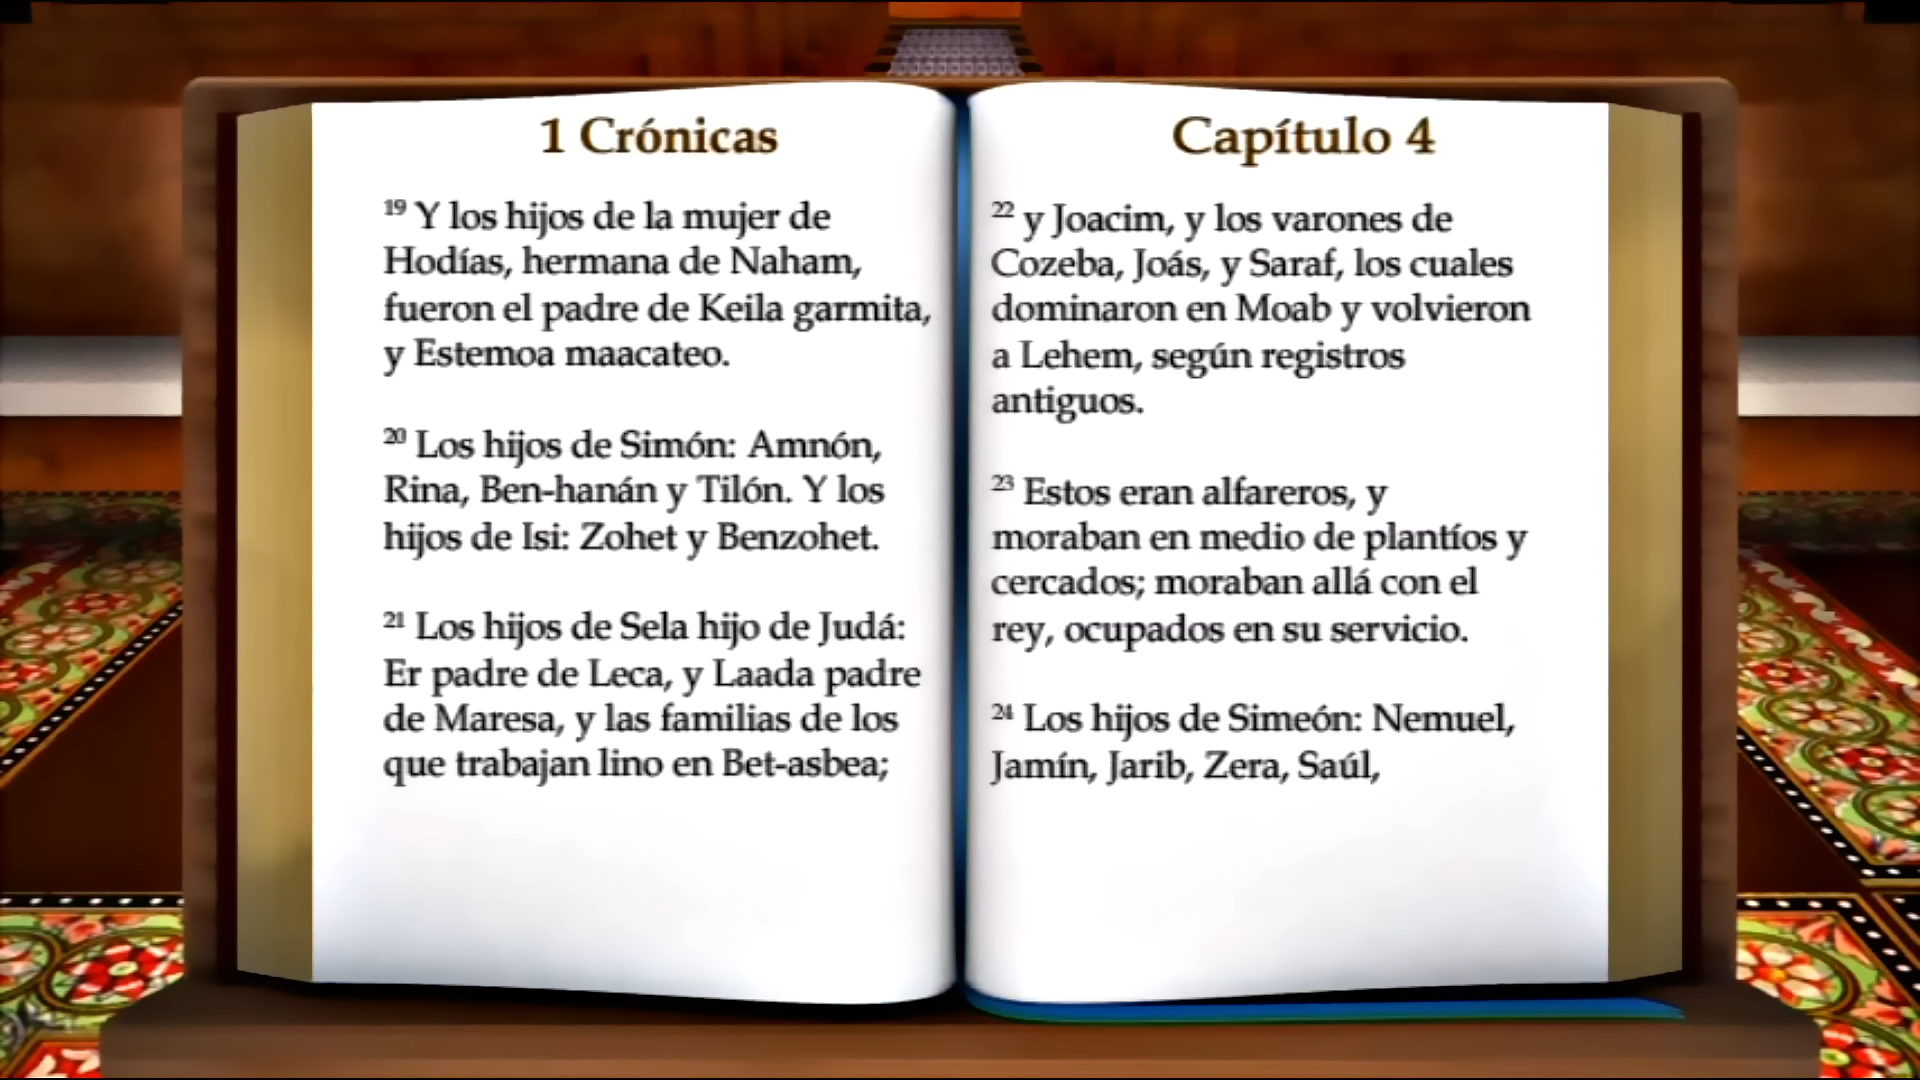 1 Crónicas
19 Y los hijos de la mujer de
Hodías, hermana de Naham,
fueron el padre de Keila garmita,
y Estemoa maacateo.
20 Los hijos de Simón: Amnón,
Rina, Ben-hanán y Tilón. Y los
hijos de Isi: Zohet y Benzohet.
21 Los hijos de Sela hijo de Judá:
Er padre de Leca, y Laada padre
de Maresa, y las familias de los
que trabajan lino en Bet-asbea;
Capítulo 4
22 y Joacim, y los varones de
Cozeba, Joás, y Saraf, los cuales
dominaron en Moab y volvieron
a Lehem, según registros
antiguos.
23 Estos eran alfareros, y
moraban en medio de plantíos y
cercados; moraban allá con el
rey, ocupados en su servicio.
24 Los hijos de Simeón: Nemuel,
Jamín, Jarib, Zera, Saúl,